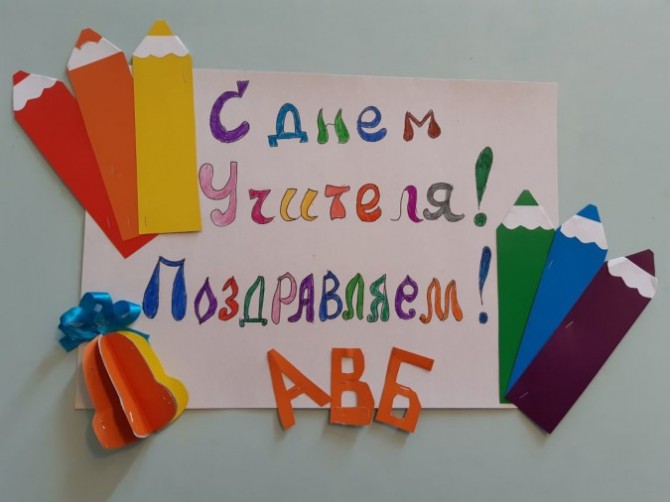 С днем
Учителя!
Поздравляем!
АВБ